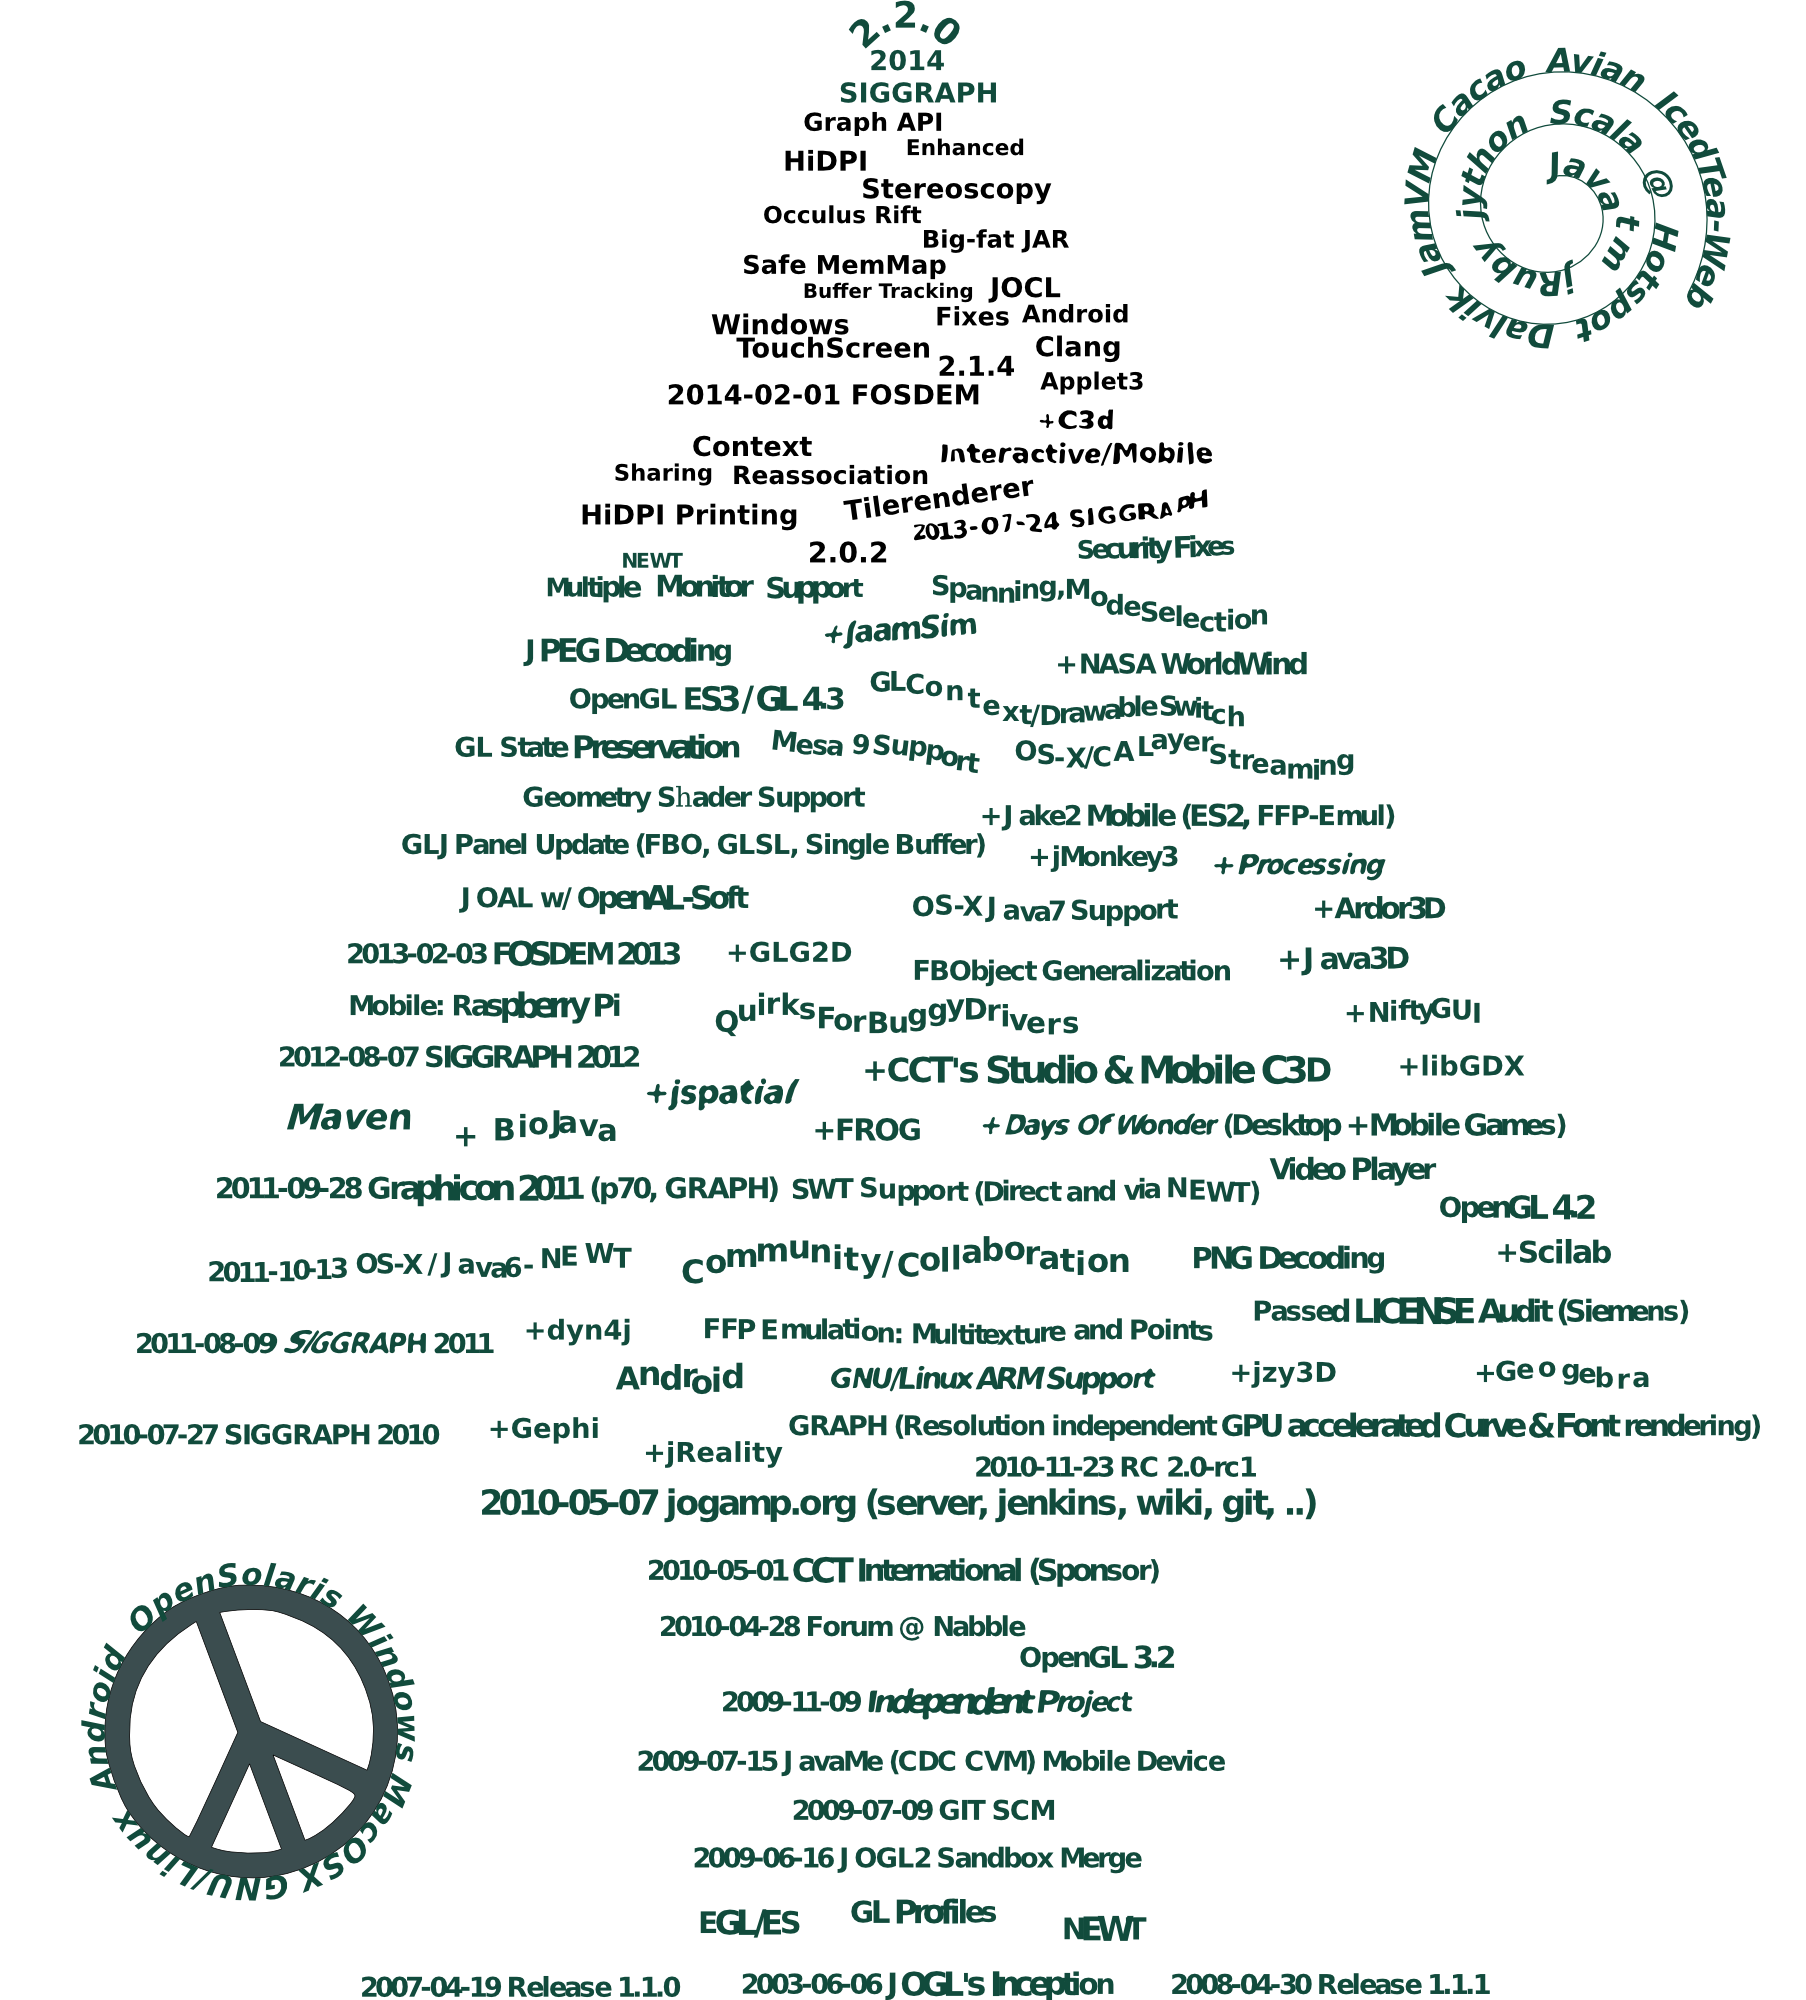 2.2.0
2014
SIGGRAPH
Graph API
Enhanced
HiDPI
Stereoscopy
Occulus Rift
Big-fat JAR
Safe MemMap
Buffer Tracking JOCL
Windows Fixes Android
TouchScreen
2.1.4 Clang
2014-02-01 FOSDEM Applet3
+C3d
Context Interactive/Mobile
Sharing Reassociation
HiDPI Printing Tilerenderer
2013-07-24 SIGGRAPH
NEWT 2.0.2 Security Fixes
Multiple Monitor Support Spanning,ModeSelection
JPEG Decoding +JaamSim
+NASA WorldWind
OpenGL ES3 / GL 4.3 GLContext/Drawable Switch
GL State Preservation Mesa 9 Support OS-X/CALayer Streaming
Geometry Shader Support
+Jake2 Mobile (ES2, FFP-Emul)
GLJPanel Update (FBO, GLSL, Single Buffer) +jMonkey3 +Processing
JOAL w/ OpenAL-Soft OS-X Java7 Support +Ardor3D
2013-02-03 FOSDEM 2013 +GLG2D
FBObject Generalization +Java3D
Mobile: Raspberry Pi QuirksForBuggyDrivers +NiftyGUI
2012-08-07 SIGGRAPH 2012 +CCT's Studio & Mobile C3D +libGDX
+jspatial
Maven + BioJava +FROG +Days Of Wonder (Desktop +Mobile Games)
2011-09-28 Graphicon 2011 (p70, GRAPH) SWT Support (Direct and via NEWT) Video Player
OpenGL 4.2
2011-10-13 OS-X / Java6 - NEWT Community/Collaboration PNG Decoding +Scilab
2011-08-09 SIGGRAPH 2011 +dyn4j FFP Emulation: Multitexture and Points Passed LICENSE Audit (Siemens)
Android GNU/Linux ARM Support +jzy3D +Geogebra
2010-07-27 SIGGRAPH 2010 +Gephi GRAPH (Resolution independent GPU accelerated Curve & Font rendering)
+jReality
2010-11-23 RC 2.0-rc1
2010-05-07 jogamp.org (server, jenkins, wiki, git, ..)
2010-05-01 CCT International (Sponsor)
2010-04-28 Forum @ Nabble
OpenGL 3.2
2009-11-09 Independent Project
2009-07-15 JavaMe (CDC CVM) Mobile Device
2009-07-09 GIT SCM
2009-06-16 JOGL2 Sandbox Merge
EGL/ES GL Profiles NEWT
2007-04-19 Release 1.1.0 2003-06-06 JOGL's Inception 2008-04-30 Release 1.1.1
Java tm jRuby jython Scala @ Hotspot Dalvik JamVM Cacao Avian IcedTea-Web
Android OpenSolaris Windows MacOSX GNU/Linux